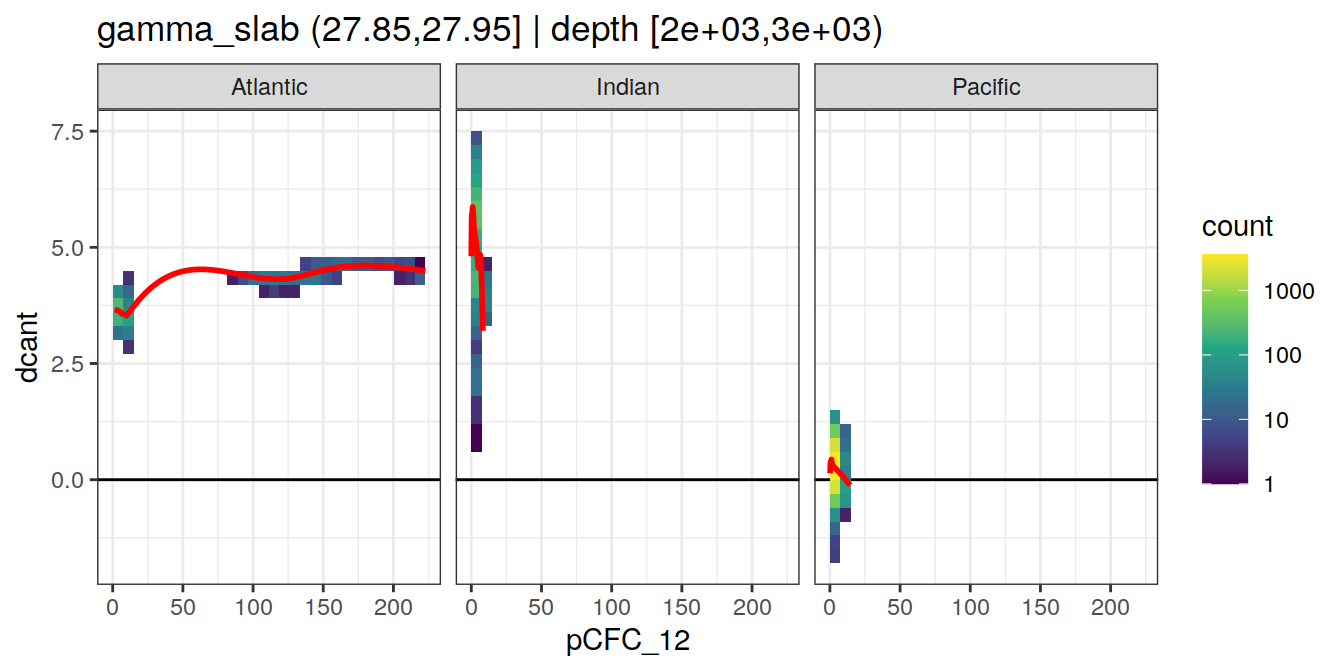 gamma_slab (27.85,27.95] | depth [2e+03,3e+03)
Atlantic Indian Pacific
7.5
5.0
2.5
0.0
dcant
0 50 100 150 200 0 50 100 150 200 0 50 100 150 200
pCFC_12
count
1000
100
10
1